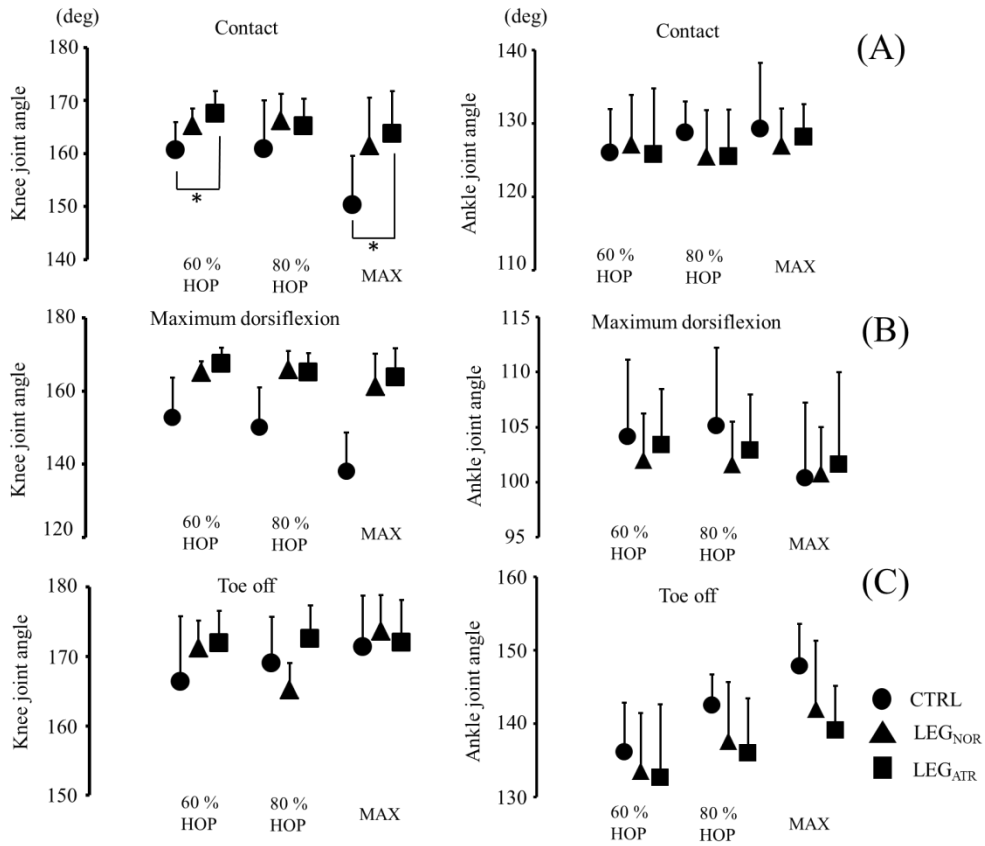 (deg)
Contact
180
170
160
150
140
Knee joint angle
*
*
60 %
HOP
80 %
HOP
MAX
(deg)
Contact
(A)
140
130
120
110
Ankle joint angle
60 %
HOP
80 %
HOP
MAX
Maximum dorsiflexion
180
160
140
120
Knee joint angle
60 %
HOP
80 %
HOP
MAX
Maximum dorsiflexion
(B)
115
110
105
100
95
Ankle joint angle
60 %
HOP
80 %
HOP
MAX
Toe off
180
170
160
150
Knee joint angle
60 %
HOP
80 %
HOP
MAX
Toe off
(C)
160
150
140
130
Ankle joint angle
60 %
HOP
80 %
HOP
MAX
CTRL
LEG_NOR
LEG_ATR